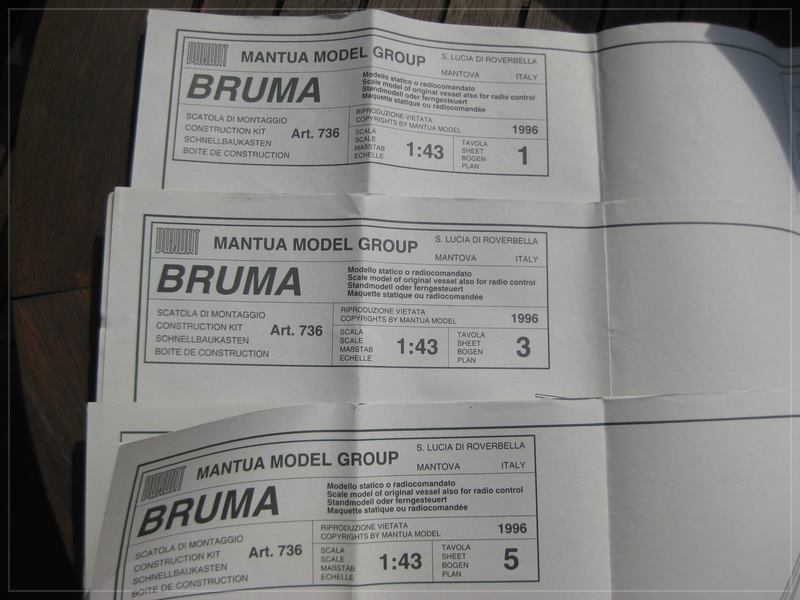 PANART MANTUA MODEL GROUP
S. LUCIA DI ROVERBELLA
MANTOVA ITALY
BRUMA
Modello statico o radiocomandato
Scale model of original vessel also for radio control
Standmodell oder ferngesteuert
Maquette statique ou radiocomandée
SCATOLA DI MONTAGGIO
CONSTRUCTION KIT
SCHNELLBAUKASTEN
BOITE DE CONSTRUCTION
Art. 736
RIPRODUZIONE VIETATA
COPYRIGHTS BY MANTUA MODEL
1996
SCALA
SCALE
MAßSTAB
ECHELLE
1:43
TAVOLA
SHEET
BOGEN
PLAN
1
PANART MANTUA MODEL GROUP
S. LUCIA DI ROVERBELLA
MANTOVA ITALY
BRUMA
Modello statico o radiocomandato
Scale model of original vessel also for radio control
Standmodell oder ferngesteuert
Maquette statique ou radiocomandée
SCATOLA DI MONTAGGIO
CONSTRUCTION KIT
SCHNELLBAUKASTEN
BOITE DE CONSTRUCTION
Art. 736
RIPRODUZIONE VIETATA
COPYRIGHTS BY MANTUA MODEL
1996
SCALA
SCALE
MAßSTAB
ECHELLE
1:43
TAVOLA
SHEET
BOGEN
PLAN
3
PANART MANTUA MODEL GROUP
S. LUCIA DI ROVERBELLA
MANTOVA ITALY
BRUMA
Modello statico o radiocomandato
Scale model of original vessel also for radio control
Standmodell oder ferngesteuert
Maquette statique ou radiocomandée
SCATOLA DI MONTAGGIO
CONSTRUCTION KIT
SCHNELLBAUKASTEN
BOITE DE CONSTRUCTION
Art. 736
RIPRODUZIONE VIETATA
COPYRIGHTS BY MANTUA MODEL
1996
SCALA
SCALE
MAßSTAB
ECHELLE
1:43
TAVOLA
SHEET
BOGEN
PLAN
5